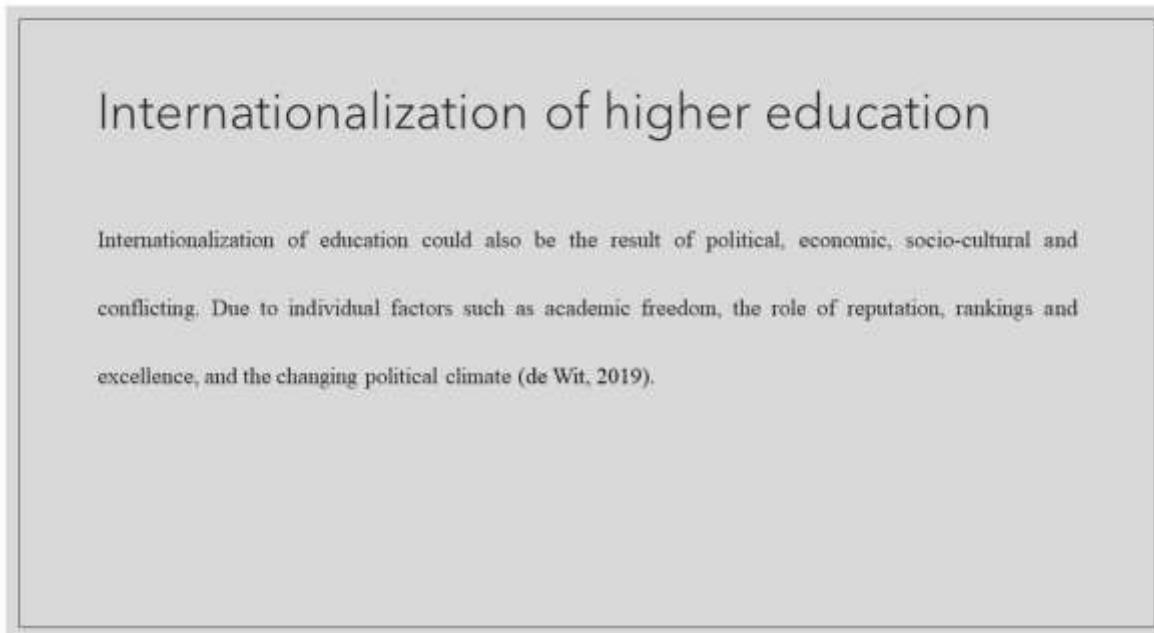 Internationalization of higher education
Internationalization of education could also be the result of political, economic, socio-cultural and
conflicting. Due to individual factors such as academic freedom, the role of reputation, rankings and
excellence, and the changing political climate (de Wit, 2019).